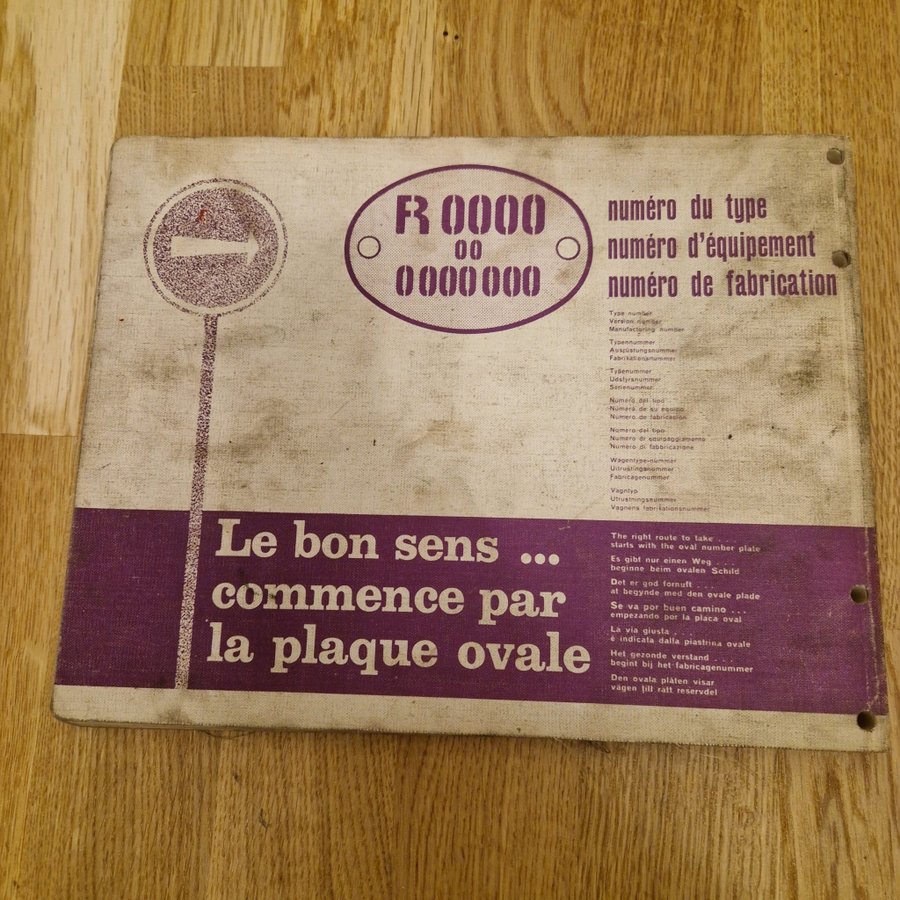 R 0000
00
0 000 000
numéro du type
numéro d'équipement
numéro de fabrication
Type number
Version number
Manufacturing number
Typennummer
Ausrüstungsnummer
Fabrikationsnummer
Typenummer
Udstyrsnummer
Serienummer
Número del tipo
Número de su equipo
Número de fabricación
Numero del tipo
Numero di equipaggiamento
Numero di fabbricazione
Wagentype-nummer
Uitrustingsnummer
Fabricagenummer
Vagntyp
Utrustningsnummer
Vagnens fabrikationsnummer
Le bon sens ...
commence par
la plaque ovale
The right route to take . . .
starts with the oval number plate
Es gibt nur einen Weg . . .
beginne beim ovalen Schild
Det er god fornuft . . .
at begynde med den ovale plade
Se va por buen camino . . .
empezando por la placa oval
La via giusta . . .
è indicata dalla piastrina ovale
Het gezonde verstand . . .
begint bij het fabricagenummer
Den ovala plåten visar
vägen till rätt reservdel